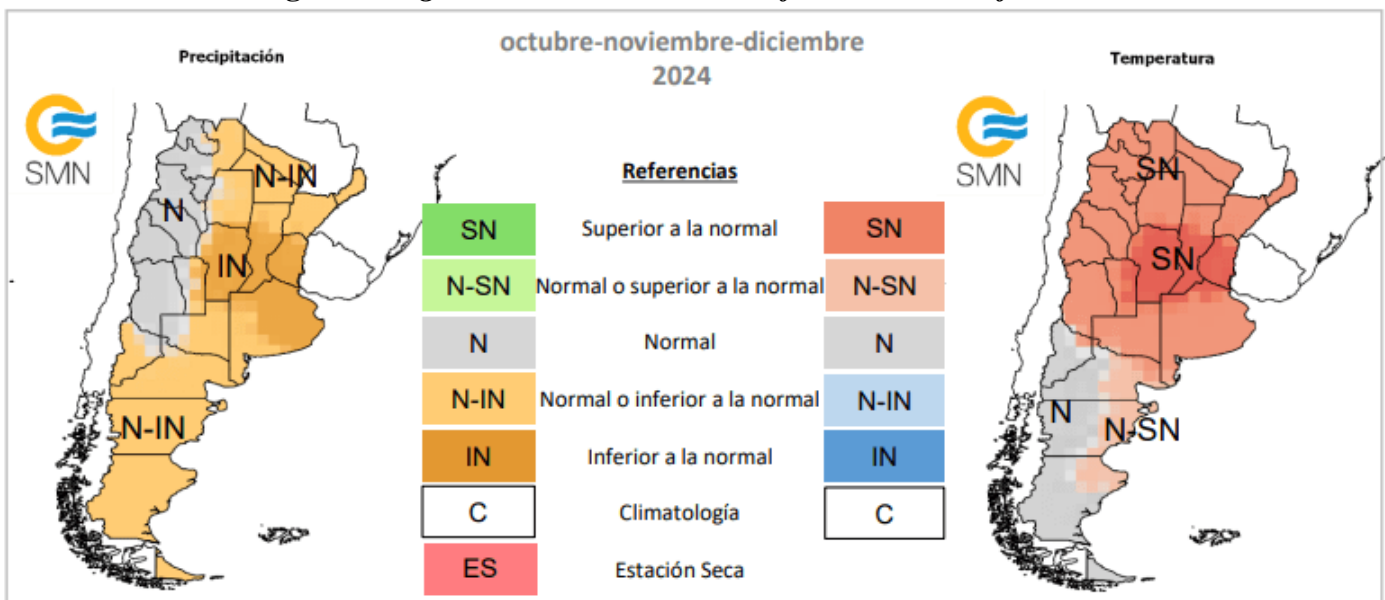 octubre-noviembre-diciembre
2024
Precipitación
Temperatura
SMN
SMN
Referencias
N-IN
N
IN
N-IN
SN
Superior a la normal
SN
N-SN
Normal o superior a la normal
N-SN
N
Normal
N
N-IN
Normal o inferior a la normal
N-IN
IN
Inferior a la normal
IN
C
Climatología
C
ES
Estación Seca
SN
SN
N
N-SN